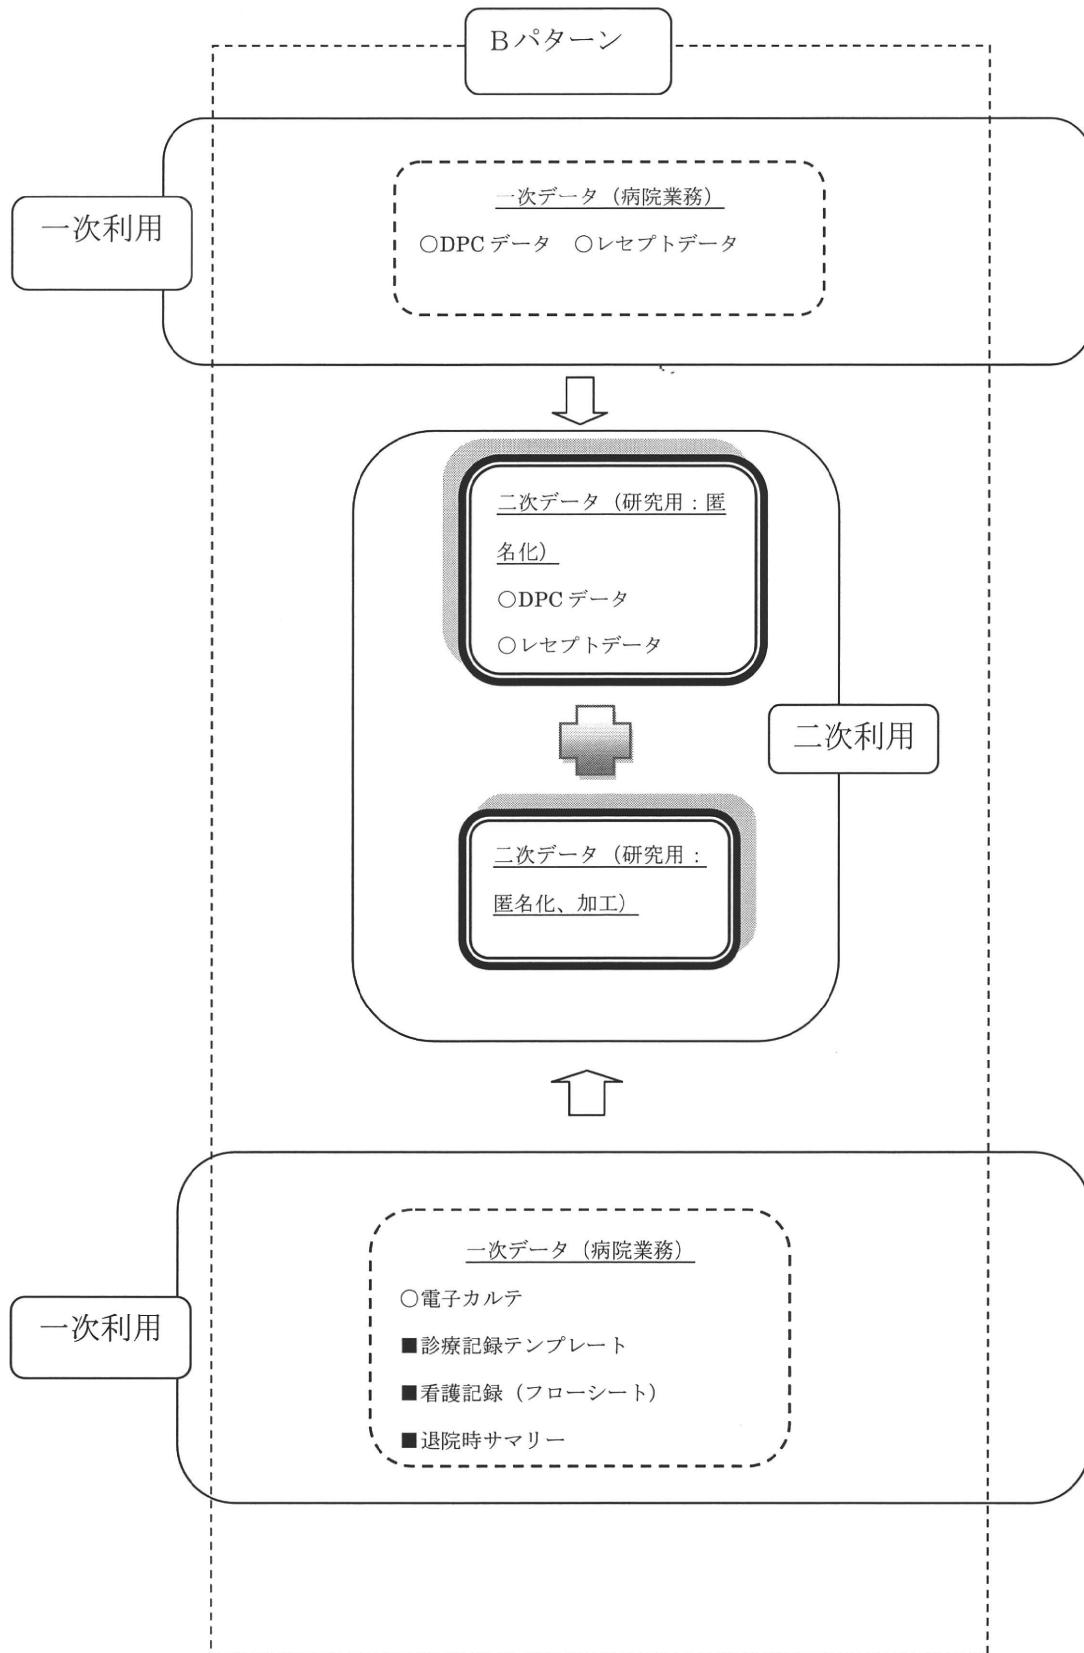 Bパターン
一次利用
一次データ（病院業務）
○DPCデータ　○レセプトデータ
二次データ（研究用：匿
名化）
○DPCデータ
○レセプトデータ
二次利用
二次データ（研究用：
匿名化、加工）
一次利用
一次データ（病院業務）
○電子カルテ
■診療記録テンプレート
■看護記録（フローシート）
■退院時サマリー